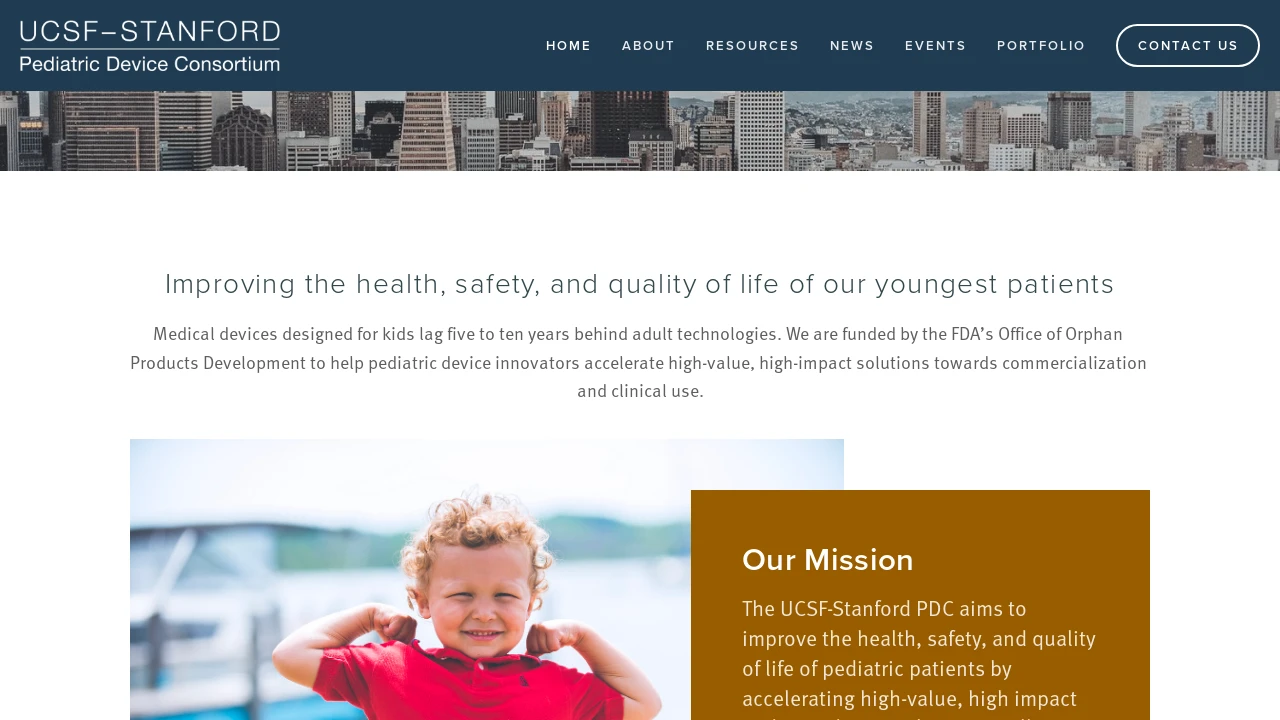 UCSF–STANFORD
Pediatric Device Consortium
HOME
ABOUT
RESOURCES
NEWS
EVENTS
PORTFOLIO
CONTACT US
Improving the health, safety, and quality of life of our youngest patients
Medical devices designed for kids lag five to ten years behind adult technologies. We are funded by the FDA’s Office of Orphan
Products Development to help pediatric device innovators accelerate high-value, high-impact solutions towards commercialization
and clinical use.
Our Mission
The UCSF-Stanford PDC aims to
improve the health, safety, and quality
of life of pediatric patients by
accelerating high-value, high impact